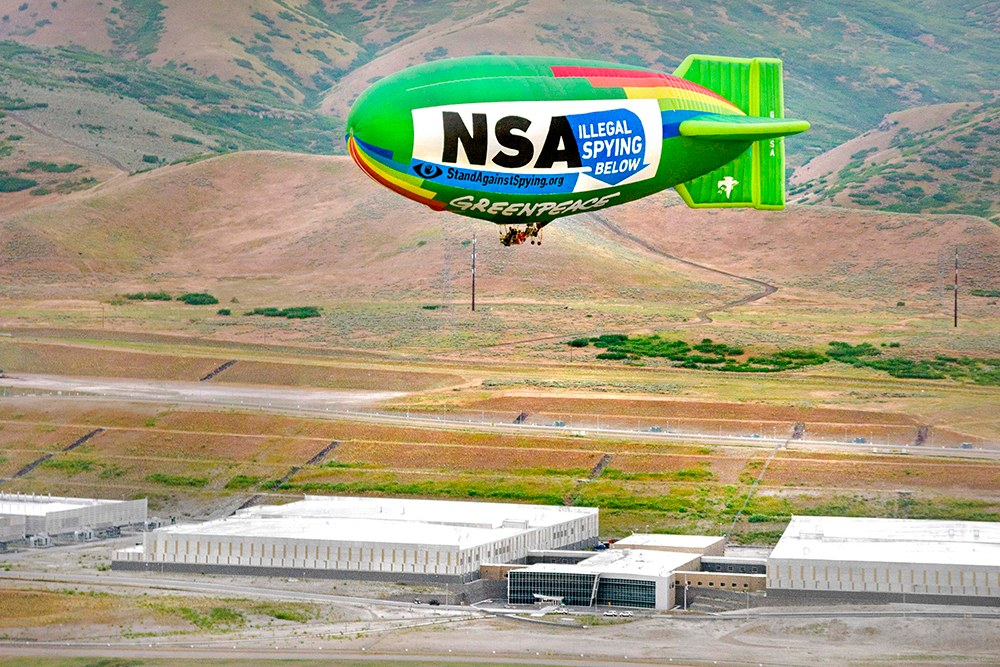 NSA
ILLEGAL
SPYING
BELOW
StandAgainstSpying.org
GREENPEACE